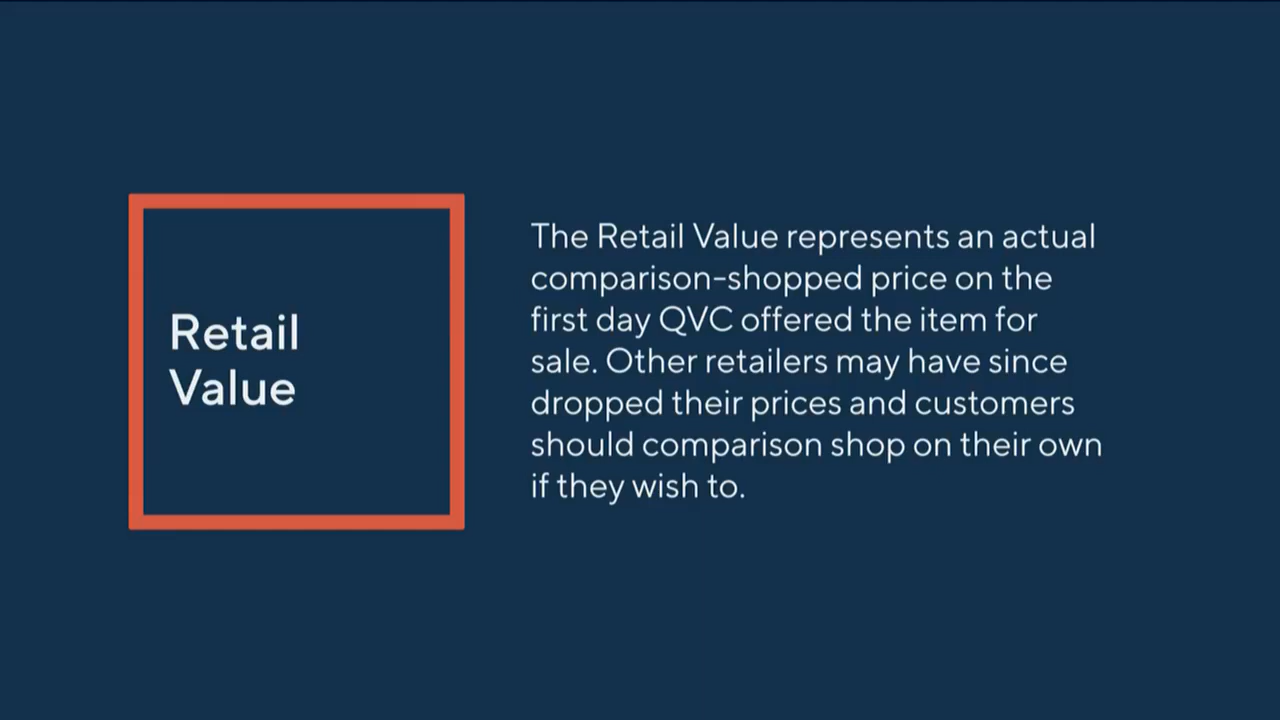 Retail
Value
The Retail Value represents an actual
comparison-shopped price on the
first day QVC offered the item for
sale. Other retailers may have since
dropped their prices and customers
should comparison shop on their own
if they wish to.